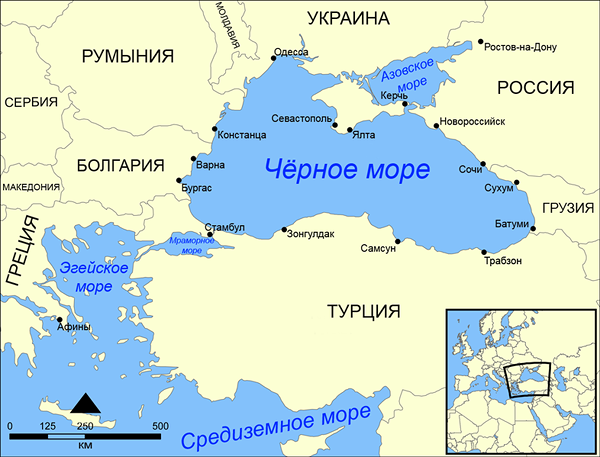 УКРАИНА
МОЛДАВИЯ
РУМЫНИЯ
Одесса
Ростов-на-Дону
Азовское
море
РОССИЯ
Керчь
СЕРБИЯ
Севастополь
Ялта
Новороссийск
Констанца
БОЛГАРИЯ
Варна
Чёрное море
Сочи
МАКЕДОНИЯ
Бургас
Сухум
ГРУЗИЯ
ГРЕЦИЯ
Стамбул
Зонгулдак
Батуми
Мраморное
море
Самсун
Трабзон
Эгейское
море
ТУРЦИЯ
Афины
Средиземное море
0 125 250 500
КМ